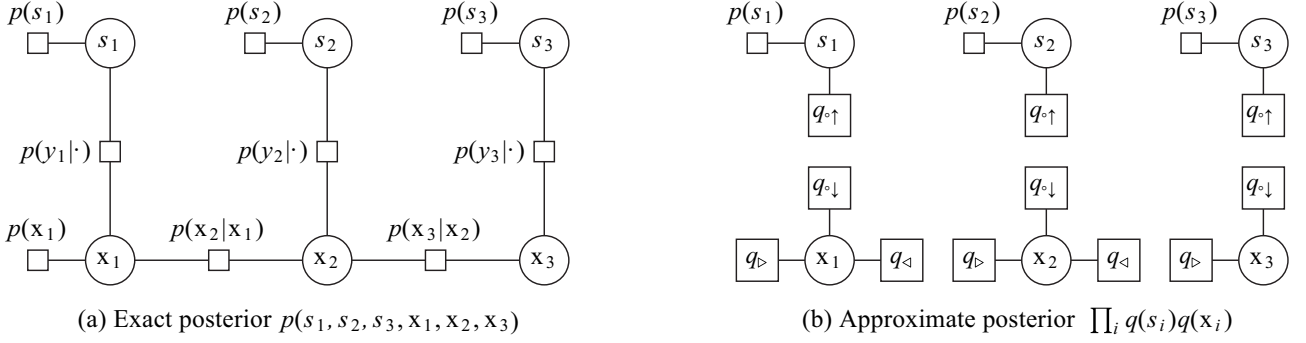 p(s₁) p(s₂) p(s₃) p(s₁) p(s₂) p(s₃)
s₁ s₂ s₃ s₁ s₂ s₃
q◦↑ q◦↑ q◦↑
p(y₁|·) p(y₂|·) p(y₃|·)
q◦↓ q◦↓ q◦↓
p(x₁) p(x₂|x₁) p(x₃|x₂)
x₁ x₂ x₃ q▹ x₁ q◃ q▹ x₂ q◃ q▹ x₃
(a) Exact posterior p(s₁, s₂, s₃, x₁, x₂, x₃) (b) Approximate posterior ∏ᵢ q(sᵢ)q(xᵢ)